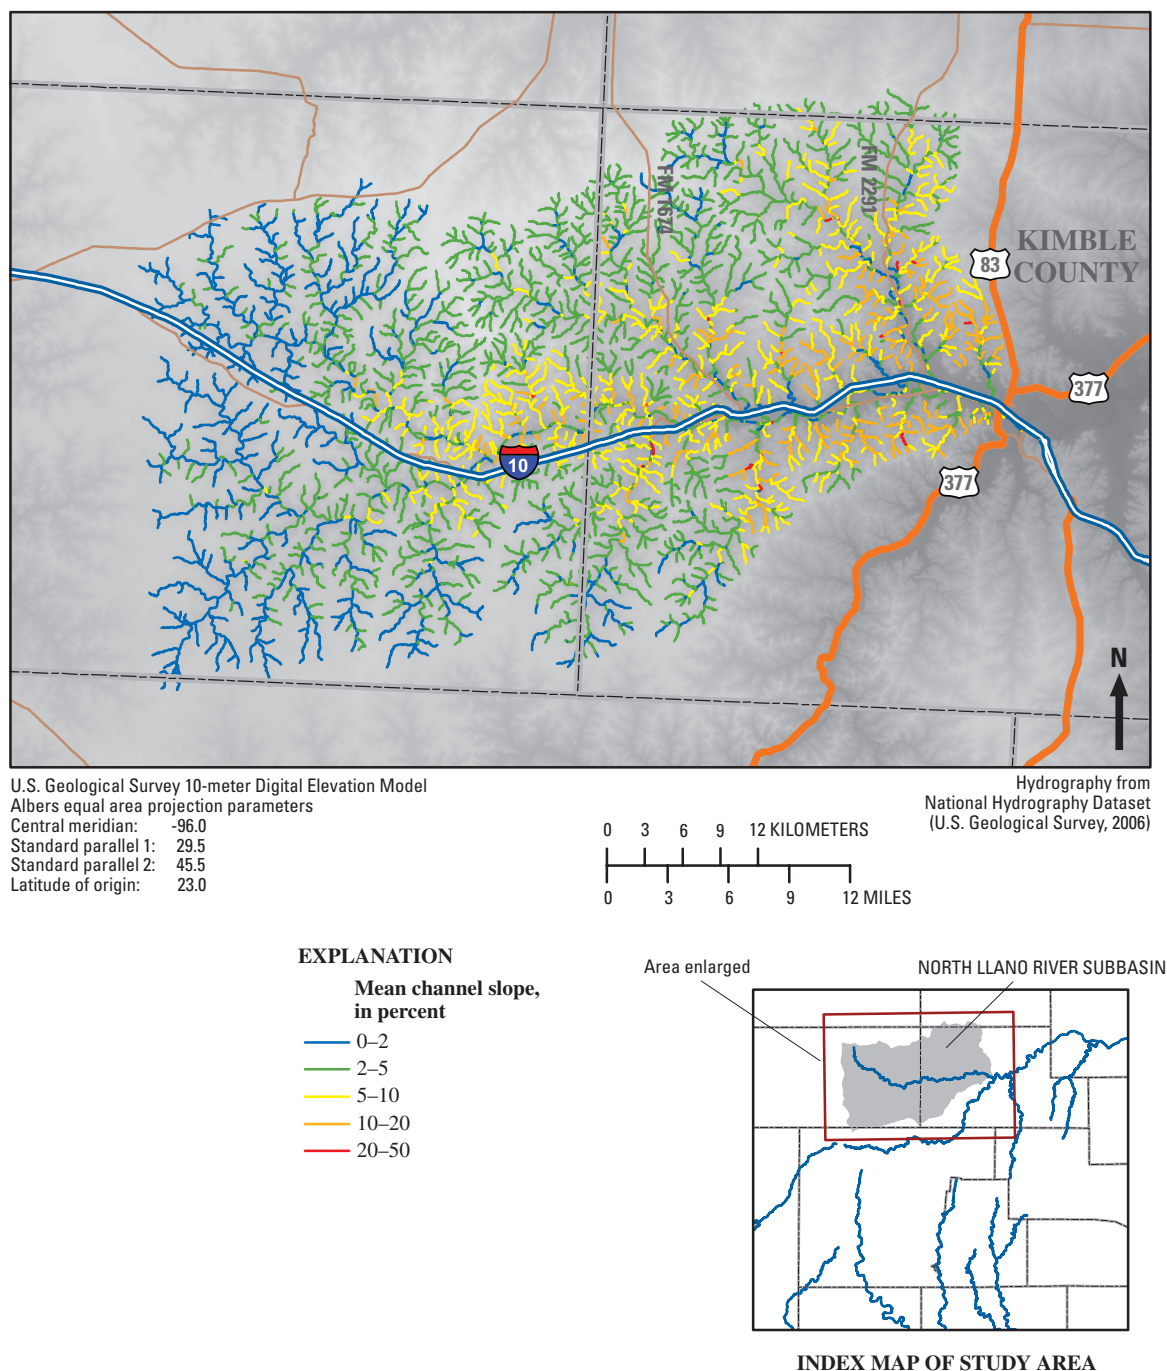 FM 1674
FM 2291
KIMBLE
COUNTY
83
377
10
377
N
U.S. Geological Survey 10-meter Digital Elevation Model
Albers equal area projection parameters
Central meridian: -96.0
Standard parallel 1: 29.5
Standard parallel 2: 45.5
Latitude of origin: 23.0
Hydrography from
National Hydrography Dataset
(U.S. Geological Survey, 2006)
0 3 6 9 12 KILOMETERS
0 3 6 9 12 MILES
EXPLANATION
Mean channel slope,
in percent
0–2
2–5
5–10
10–20
20–50
Area enlarged
NORTH LLANO RIVER SUBBASIN
INDEX MAP OF STUDY AREA